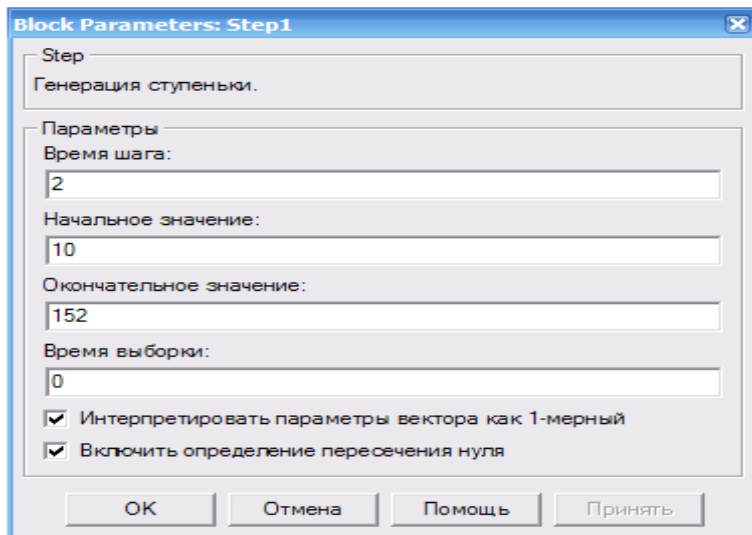 Block Parameters: Step1
Step
Генерация ступеньки.
Параметры
Время шага:
2
Начальное значение:
10
Окончательное значение:
152
Время выборки:
0
Интерпретировать параметры вектора как 1-мерный
Включить определение пересечения нуля
OK Отмена Помощь Принять